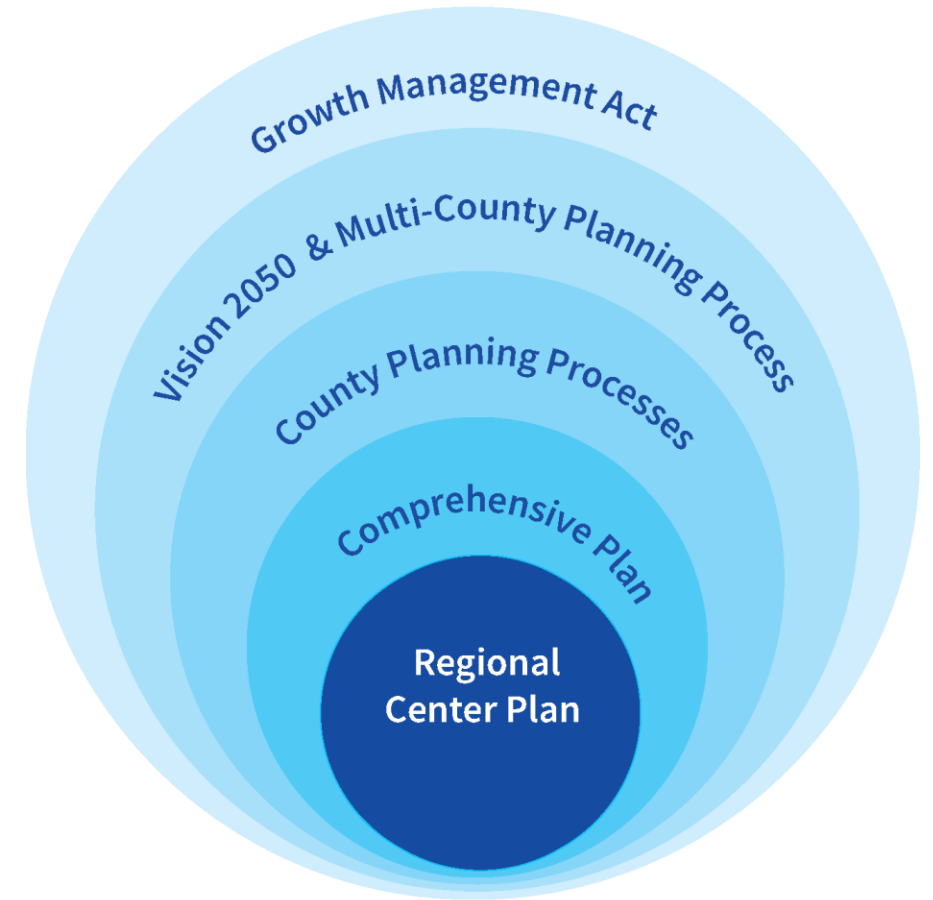 Growth Management Act
Vision 2050 & Multi-County Planning Process
County Planning Processes
Comprehensive Plan
Regional
Center Plan